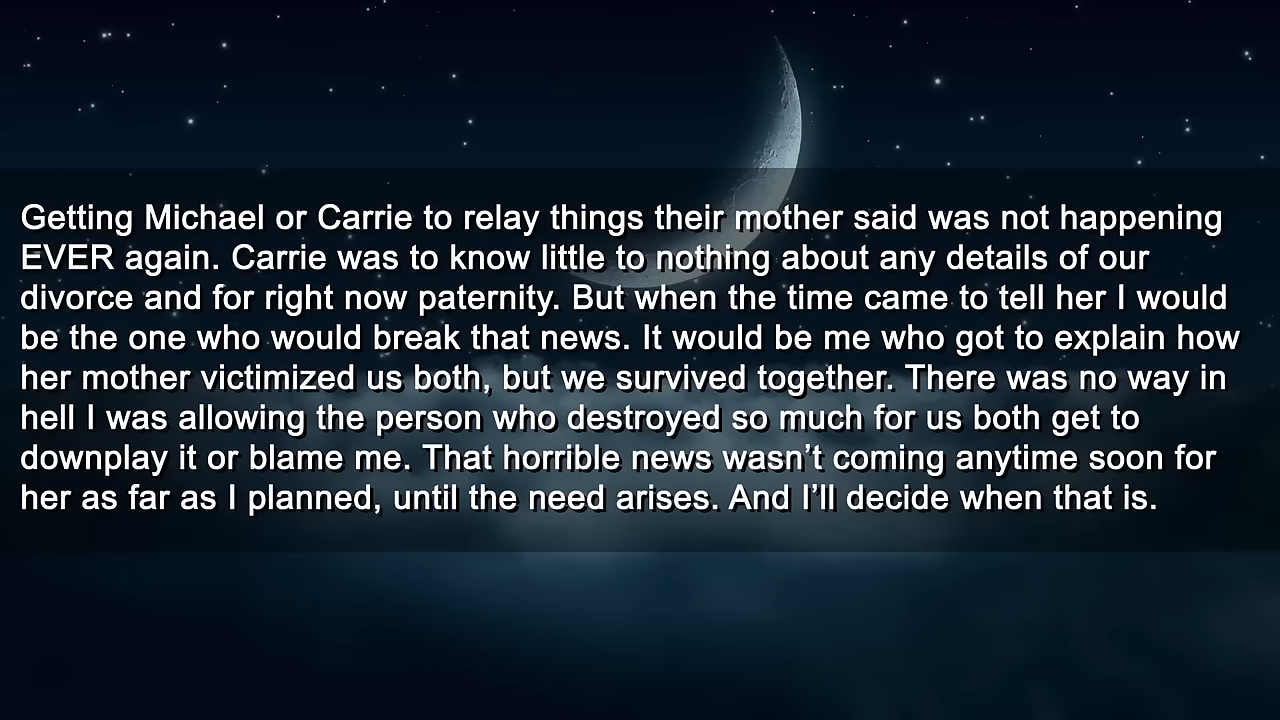 Getting Michael or Carrie to relay things their mother said was not happening
EVER again. Carrie was to know little to nothing about any details of our
divorce and for right now paternity. But when the time came to tell her I would
be the one who would break that news. It would be me who got to explain how
her mother victimized us both, but we survived together. There was no way in
hell I was allowing the person who destroyed so much for us both get to
downplay it or blame me. That horrible news wasn’t coming anytime soon for
her as far as I planned, until the need arises. And I’ll decide when that is.